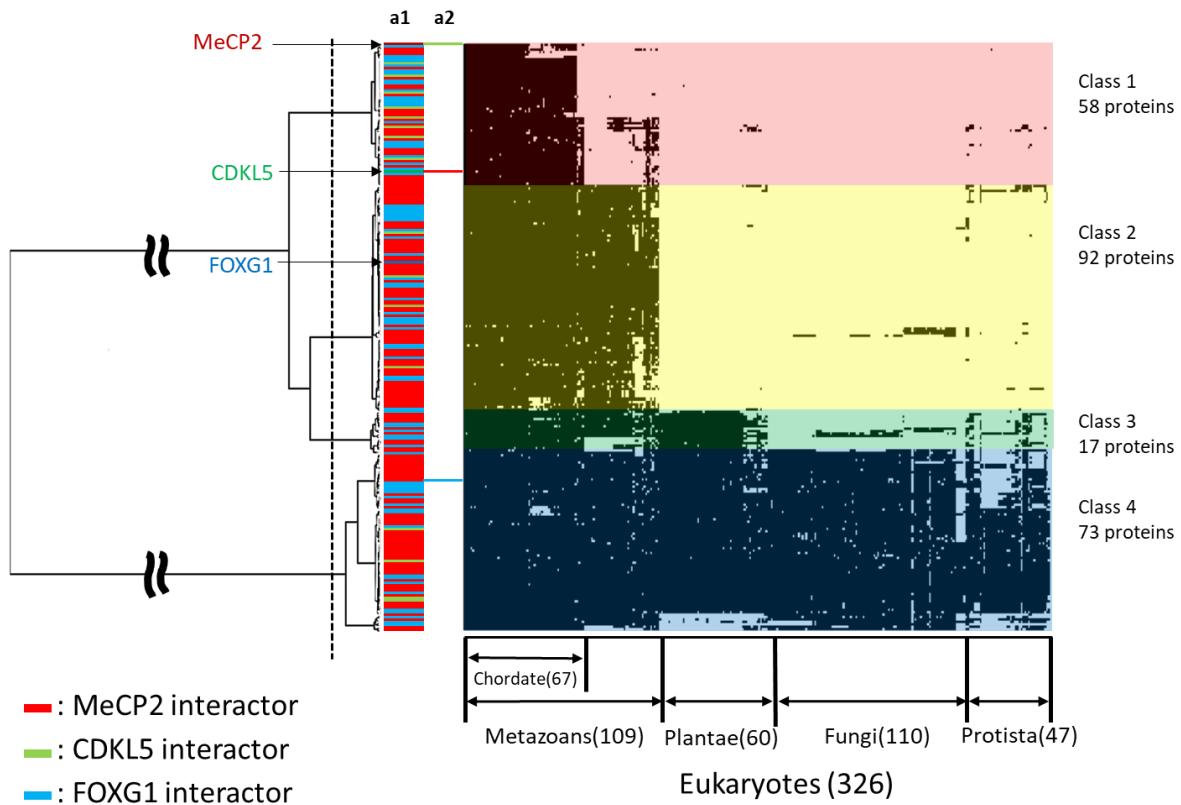 a1 a2
MeCP2
CDKL5
FOXG1
Class 1
58 proteins
Class 2
92 proteins
Class 3
17 proteins
Class 4
73 proteins
Chordate(67)
Metazoans(109) Plantae(60) Fungi(110) Protista(47)
Eukaryotes (326)
: MeCP2 interactor
: CDKL5 interactor
: FOXG1 interactor